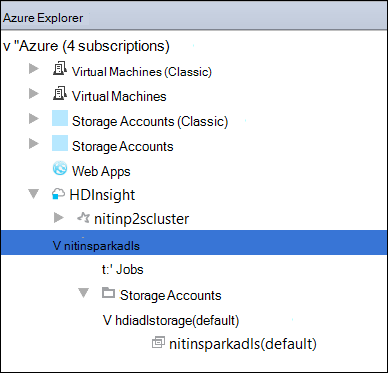 Azure Explorer
v "Azure (4 subscriptions)
Virtual Machines (Classic)
Virtual Machines
Storage Accounts (Classic)
Storage Accounts
Web Apps
HDInsight
nitinp2scluster
V nitinsparkadls
t:' Jobs
Storage Accounts
V hdiadlstorage(default)
nitinsparkadls(default)